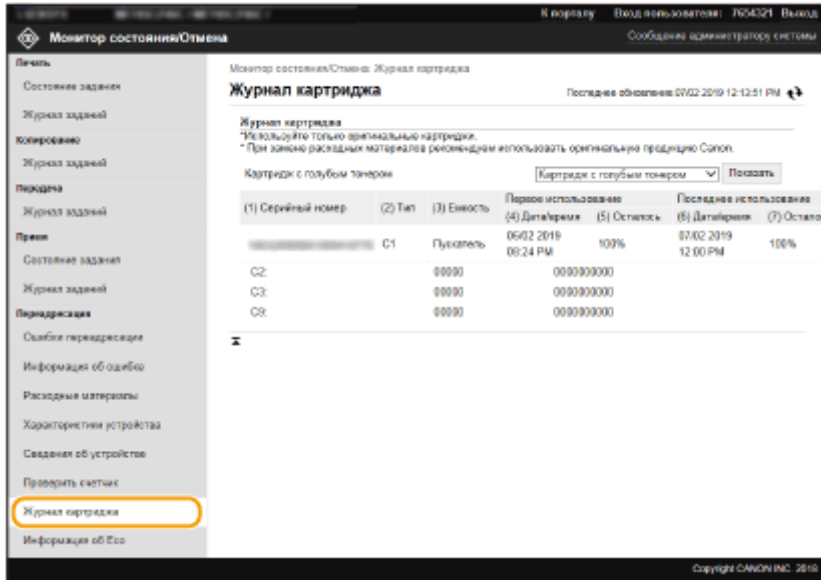 К порталу Вход пользователя: 7654321 Выход
Монитор состояния/Отмена
Сообщение администратору системы
Печать
Состояние задания
Журнал заданий
Копирование
Журнал заданий
Передача
Журнал заданий
Прием
Состояние задания
Журнал заданий
Переадресация
Ошибки переадресации
Информация об ошибке
Расходные материалы
Характеристики устройства
Сведения об устройстве
Проверить счетчик
Журнал картриджа
Информация об Eco
Монитор состояния/Отмена: Журнал картриджа
Журнал картриджа
Последнее обновление:07/02 2019 12:13:51 PM
Журнал картриджа
*Используйте только оригинальные картриджи.
* При замене расходных материалов рекомендуем использовать оригинальную продукцию Canon.
Картридж с голубым тонером Картридж с голубым тонером Показать
Первое использование Последнее использование
(1) Серийный номер (2) Тип (3) Емкость (4) Дата/время (5) Осталось (6) Дата/время (7) Остало
C1 Пускатель 06/02 2019 08:24 PM 100% 07/02 2019 12:00 PM 100%
C2: 00000 0000000000
C3: 00000 0000000000
C9: 00000 0000000000
Copyright CANON INC. 2018